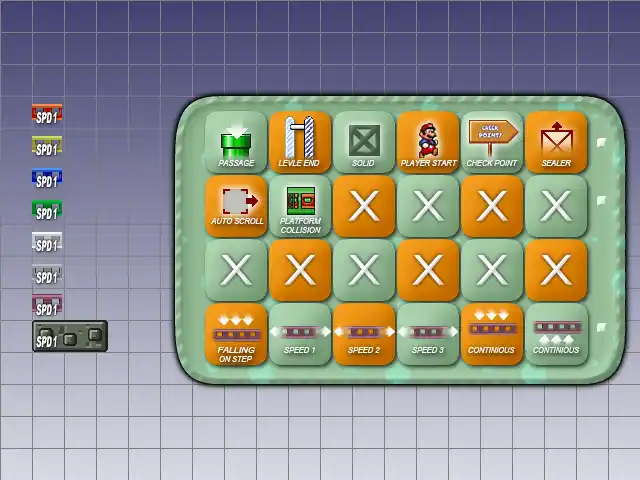 SPD1
SPD1
SPD1
SPD1
SPD1
SPD1
SPD1
SPD1
PASSAGE
LEVLE END
SOLID
PLAYER START
CHECK POINT!
CHECK POINT
SEALER
AUTO SCROLL
PLATFORM
COLLISION
X X X X
X X X X X X
FALLING
ON STEP
SPEED 1
SPEED 2
SPEED 3
CONTINIOUS
CONTINIOUS